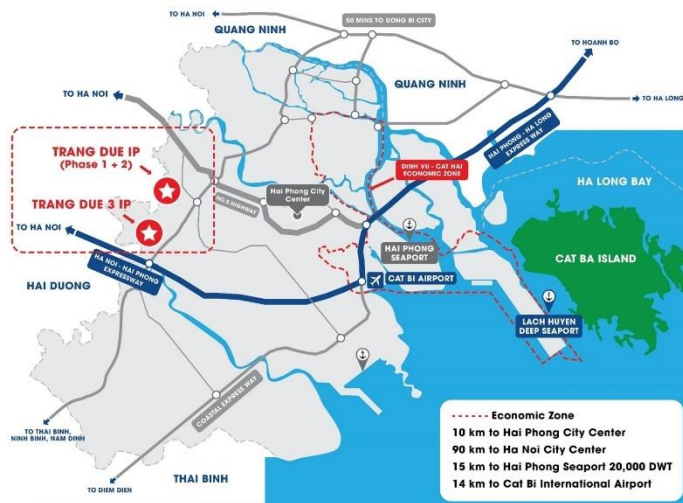 TO HA NOI
50 MINS TO DONG BI CITY
QUANG NINH
QUANG NINH
TO HOANH BO
TO HA NOI
TO HA LONG
HAI PHONG - HA LONG
EXPRESS WAY
TRANG DUE IP
(Phase 1 + 2)
DINH VU - CAT HAI
ECONOMIC ZONE
HA LONG BAY
Hai Phong City
Center
TRANG DUE 3 IP
NO.5 HIGHWAY
TO HA NOI
HAI PHONG
SEAPORT
CAT BA ISLAND
HA NOI - HAI PHONG
EXPRESSWAY
CAT BI AIRPORT
HAI DUONG
LACH HUYEN
DEEP SEAPORT
COASTAL EXPRESS WAY
TO THAI BINH,
NINH BINH, NAM DINH
THAI BINH
TO DIEM DIEN
Economic Zone
10 km to Hai Phong City Center
90 km to Ha Noi City Center
15 km to Hai Phong Seaport 20,000 DWT
14 km to Cat Bi International Airport